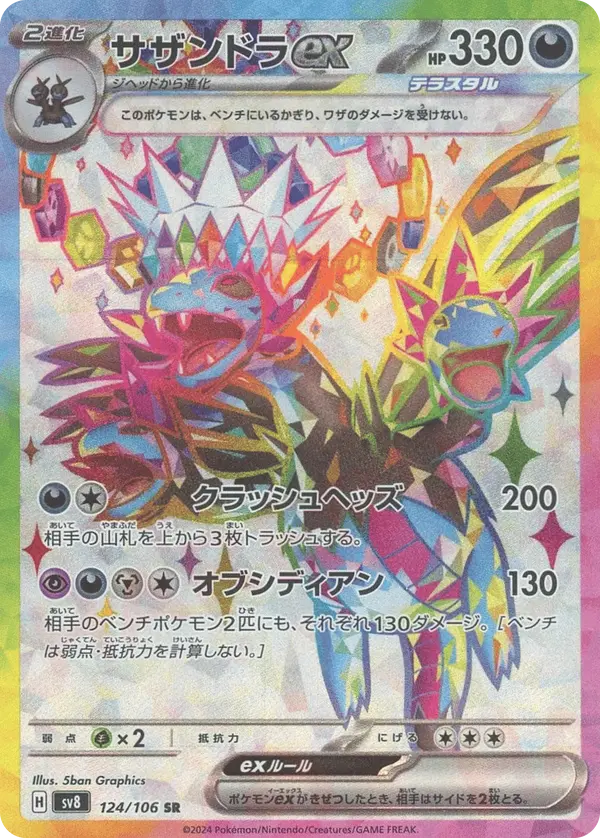 2進化
サザンドラex
HP330
ジヘッドから進化
テラスタル
このポケモンは、ベンチにいるかぎり、ワザのダメージを受けない。
クラッシュヘッズ 200
相手の山札を上から3枚トラッシュする。
オブシディアン 130
相手のベンチポケモン2匹にも、それぞれ130ダメージ。[ベンチ
は弱点・抵抗力を計算しない。]
弱点 ×2 抵抗力 にげる
exルール
ポケモンexがきぜつしたとき、相手はサイドを2枚とる。
Illus. 5ban Graphics
H sv8 124/106 SR
©2024 Pokémon/Nintendo/Creatures/GAME FREAK.